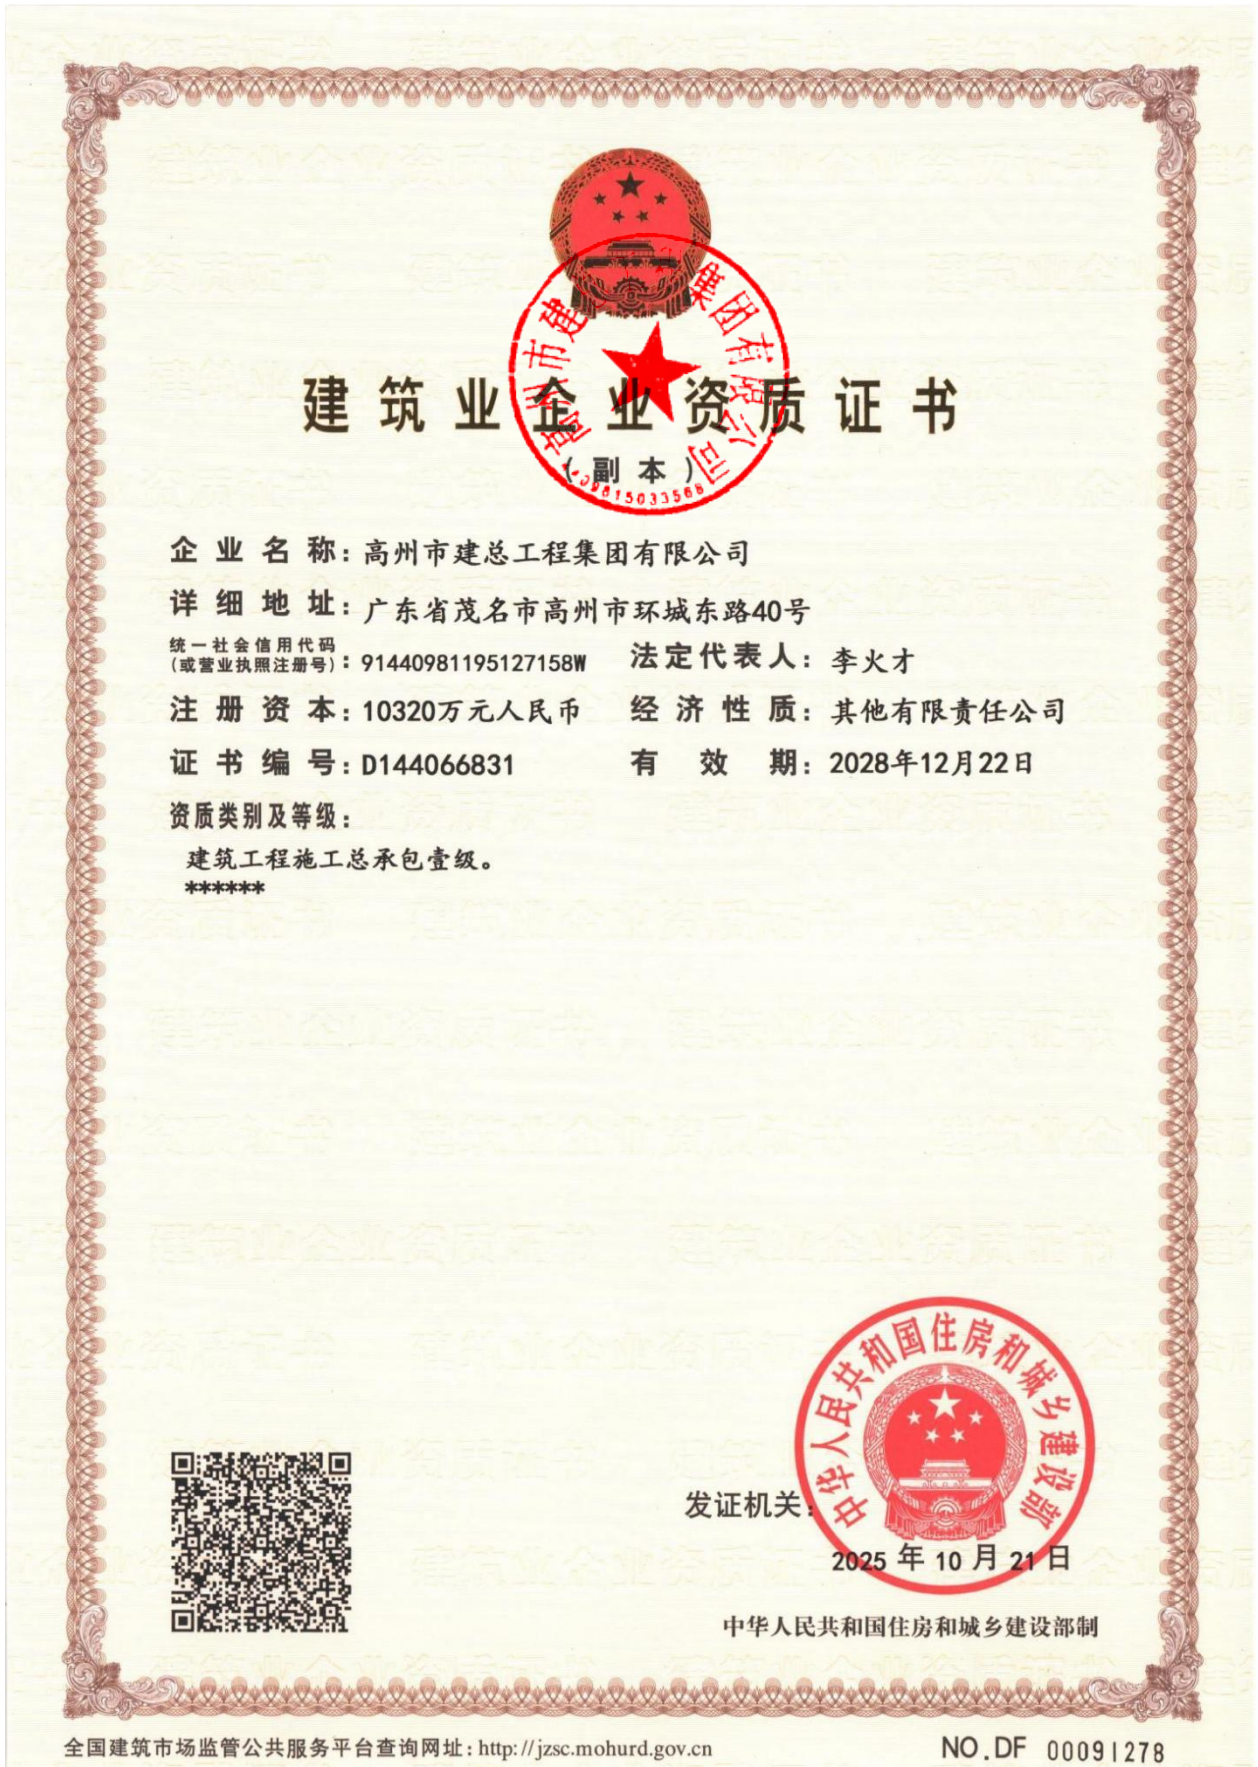 高州市建 集团有限公司
建筑业企业资质证书
（副本）
企业名称：高州市建总工程集团有限公司
详细地址：广东省茂名市高州市环城东路40号
统一社会信用代码
(或营业执照注册号)：91440981195127158W
法定代表人：李火才
注册资本：10320万元人民币
经济性质：其他有限责任公司
证书编号：D144066831
有效期：2028年12月22日
资质类别及等级：
建筑工程施工总承包壹级。
******
中华人民共和国住房和城乡建设部
发证机关：
2025年10月21日
中华人民共和国住房和城乡建设部制
全国建筑市场监管公共服务平台查询网址：http://jzsc.mohurd.gov.cn
NO.DF 00091278